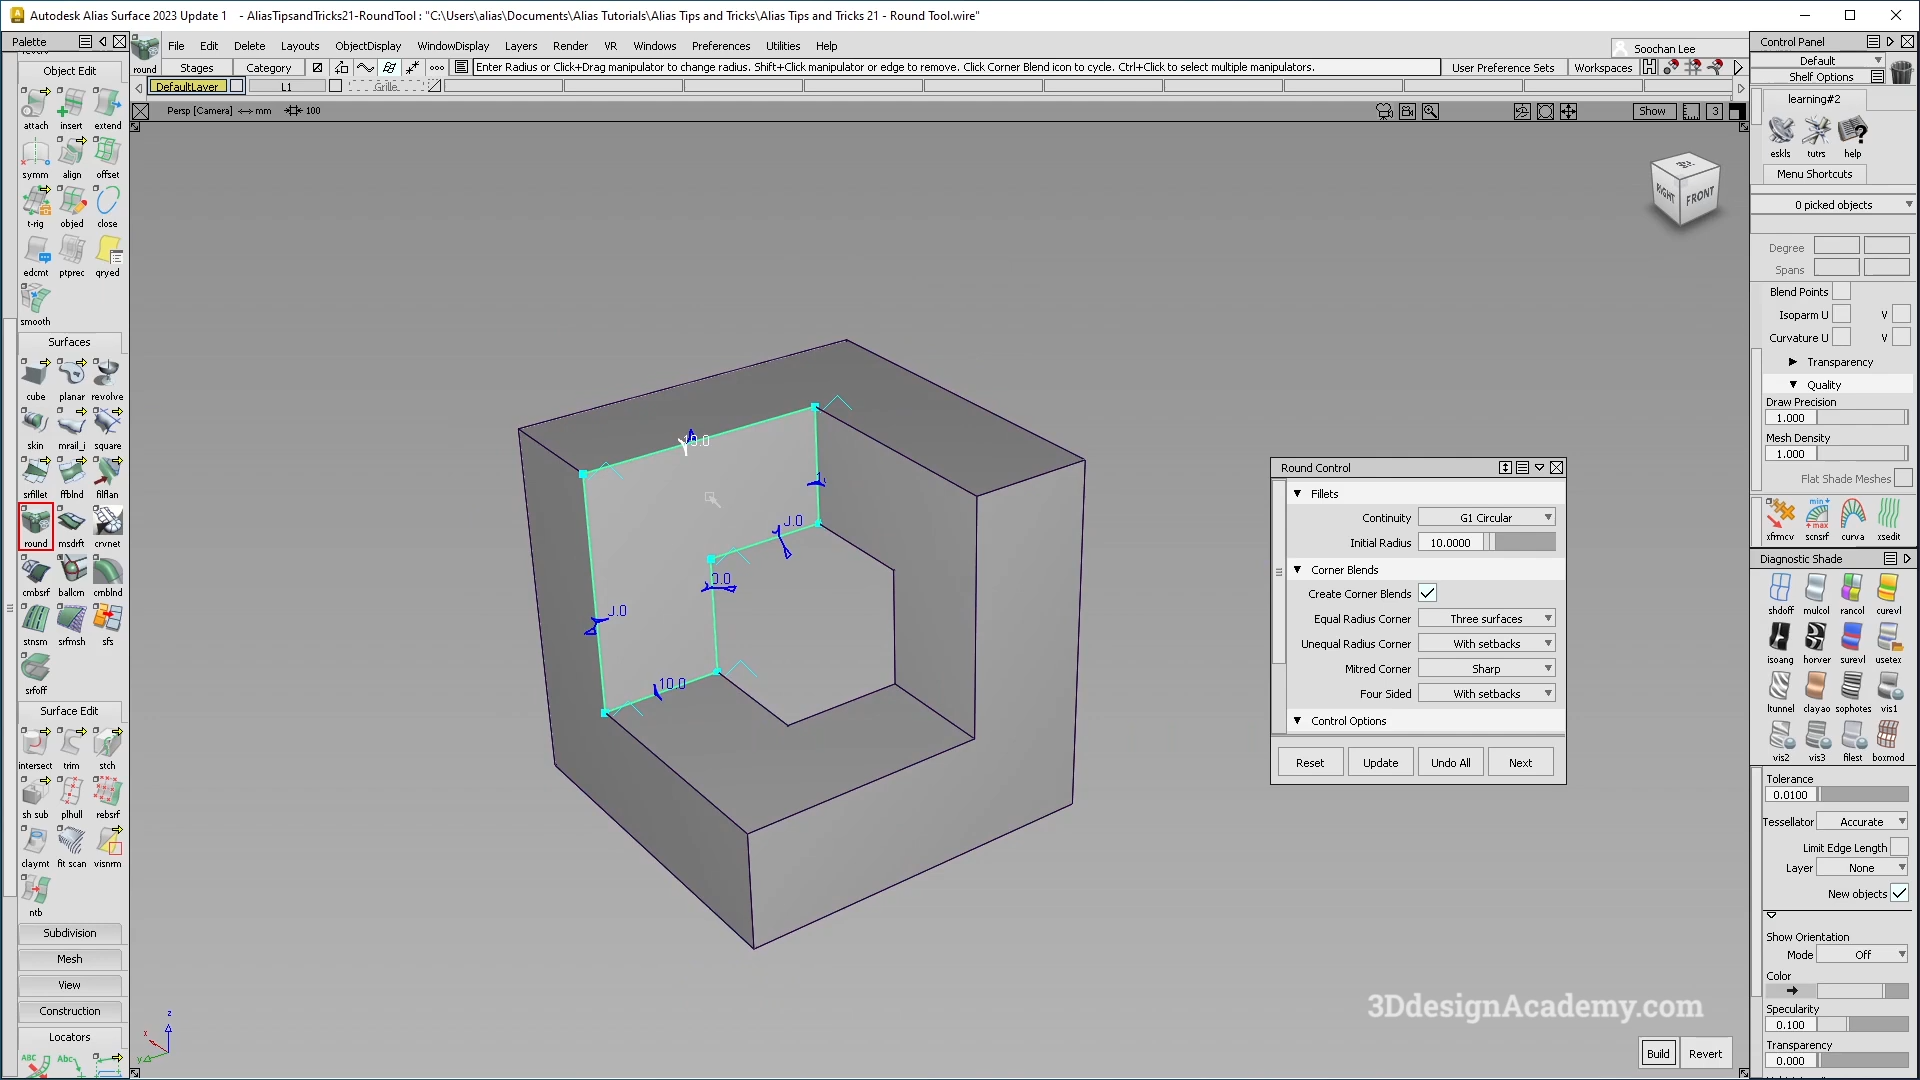 Autodesk Alias Surface 2023 Update 1 - AliasTipsandTricks21-RoundTool : "C:\Users\alias\Documents\Alias Tutorials\Alias Tips and Tricks\Alias Tips and Tricks 21 - Round Tool.wire"
Palette
File Edit Delete Layouts ObjectDisplay WindowDisplay Layers Render VR Windows Preferences Utilities Help
Soochan Lee
Control Panel
round Stages Category
Enter Radius or Click+Drag manipulator to change radius. Shift+Click manipulator or edge to remove. Click Corner Blend icon to cycle. Ctrl+Click to select multiple manipulators.
User Preference Sets Workspaces
Default
Shelf Options
DefaultLayer L1 Grille
Persp [Camera] <-> mm 100
Show 3
Object Edit
attach insert extend
symm align offset
t-rig objed close
edcmt ptprec qryed
smooth
Surfaces
cube planar revolve
skin mrail_i square
srfillet ffblnd filflan
round msdrft crvnet
cmbsrf ballcrn cmblnd
stnsm srfmsh sfs
srfoff
Surface Edit
intersect trim stch
sh sub plhull rebsrf
claymt fit scan visnrm
ntb
Subdivision
Mesh
View
Construction
Locators
ABC Abc
RIGHT FRONT
10.0
z
x
y
Round Control
Fillets
Continuity G1 Circular
Initial Radius 10.0000
Corner Blends
Create Corner Blends
Equal Radius Corner Three surfaces
Unequal Radius Corner With setbacks
Mitred Corner Sharp
Four Sided With setbacks
Control Options
Reset Update Undo All Next
3DdesignAcademy.com
Build Revert
learning#2
eskls tutrs help
Menu Shortcuts
0 picked objects
Degree
Spans
Blend Points
Isoparm U V
Curvature U V
Transparency
Quality
Draw Precision
1.000
Mesh Density
1.000
Flat Shade Meshes
min
max
xfrmcv scnsrf curva xsedit
Diagnostic Shade
shdoff mulcol rancol curevl
isoang horver surevl usetex
ltunnel clayao sophotes vis1
vis2 vis3 filest boxmod
Tolerance
0.0100
Tessellator Accurate
Limit Edge Length
Layer None
New objects
Show Orientation
Mode Off
Color
Specularity
0.100
Transparency
0.000